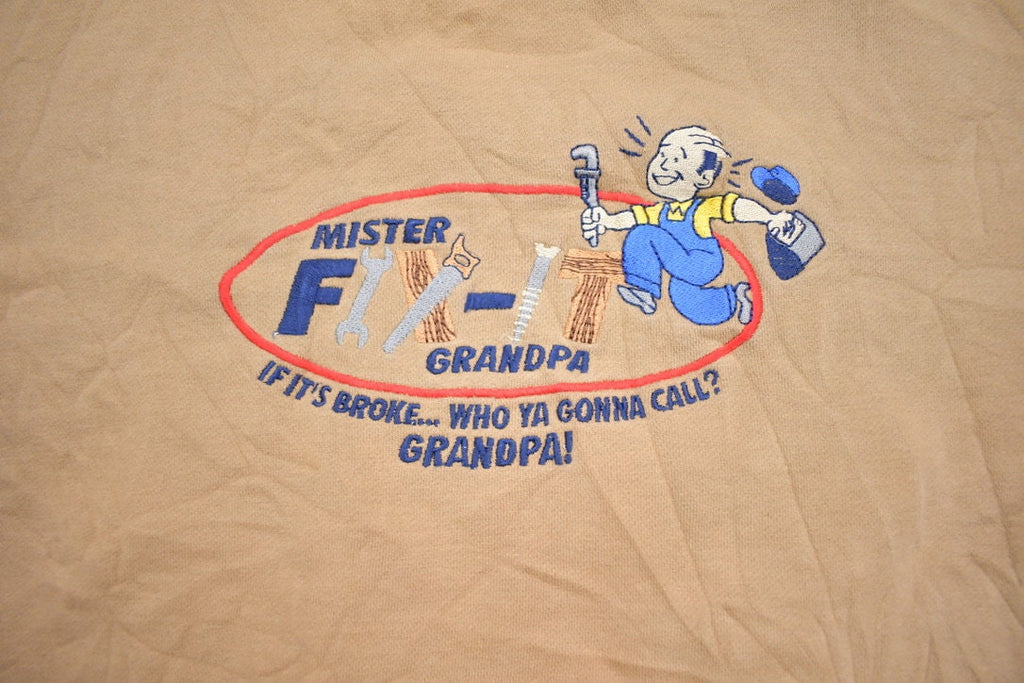 MISTER
FIX-IT
GRANDPA
IF IT'S BROKE... WHO YA GONNA CALL?
GRANDPA!